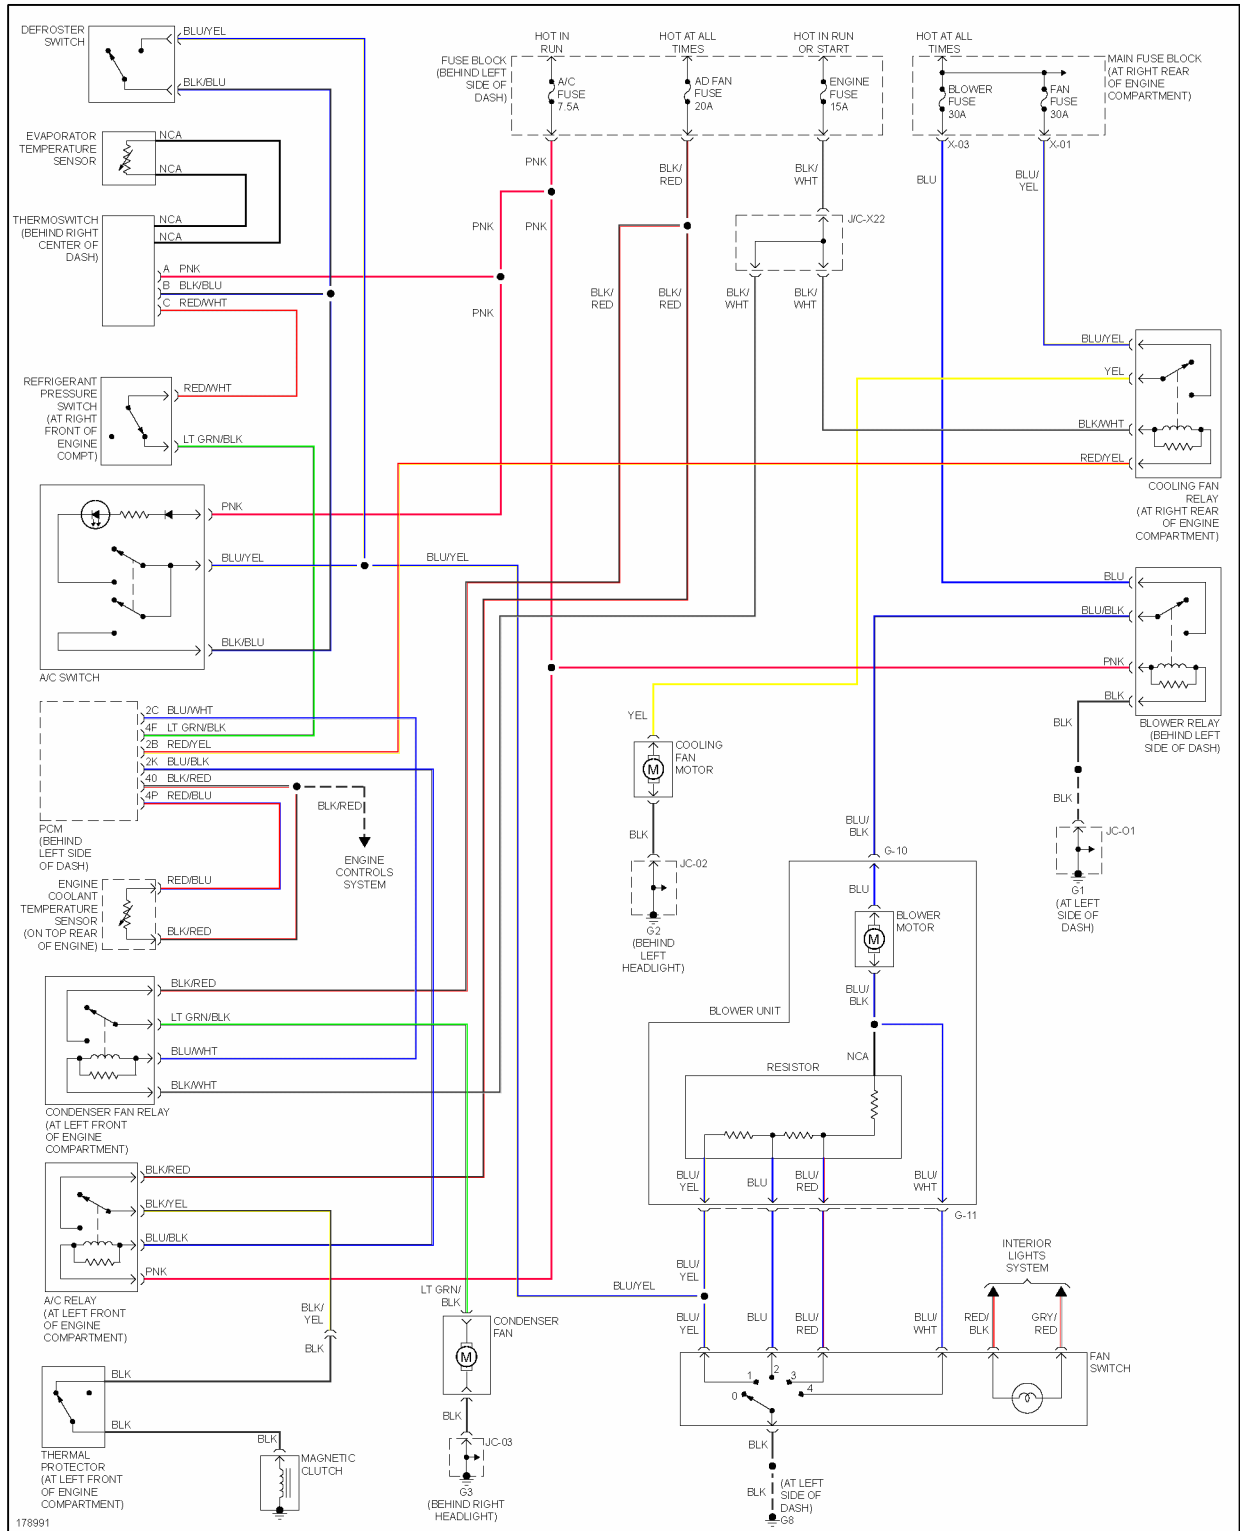 DEFROSTER
SWITCH
BLU/YEL
BLK/BLU
EVAPORATOR
TEMPERATURE
SENSOR
NCA
NCA
THERMOSWITCH
(BEHIND RIGHT
CENTER OF
DASH)
NCA
NCA
A PNK
B BLK/BLU
C RED/WHT
REFRIGERANT
PRESSURE
SWITCH
(AT RIGHT
FRONT OF
ENGINE
COMPT)
RED/WHT
LT GRN/BLK
PNK
BLU/YEL
BLU/YEL
BLK/BLU
A/C SWITCH
2C BLU/WHT
4F LT GRN/BLK
2B RED/YEL
2K BLU/BLK
40 BLK/RED
4P RED/BLU
PCM
(BEHIND
LEFT SIDE
OF DASH)
BLK/RED
ENGINE
CONTROLS
SYSTEM
ENGINE
COOLANT
TEMPERATURE
SENSOR
(ON TOP REAR
OF ENGINE)
RED/BLU
BLK/RED
BLK/RED
LT GRN/BLK
BLU/WHT
BLK/WHT
CONDENSER FAN RELAY
(AT LEFT FRONT
OF ENGINE
COMPARTMENT)
BLK/RED
BLK/YEL
BLU/BLK
PNK
A/C RELAY
(AT LEFT FRONT
OF ENGINE
COMPARTMENT)
BLK/
YEL
BLK
BLK
BLK
THERMAL
PROTECTOR
(AT LEFT FRONT
OF ENGINE
COMPARTMENT)
BLK
MAGNETIC
CLUTCH
178991
HOT IN
RUN
HOT AT ALL
TIMES
HOT IN RUN
OR START
HOT AT ALL
TIMES
FUSE BLOCK
(BEHIND LEFT
SIDE OF
DASH)
A/C
FUSE
7.5A
AD FAN
FUSE
20A
ENGINE
FUSE
15A
BLOWER
FUSE
30A
FAN
FUSE
30A
MAIN FUSE BLOCK
(AT RIGHT REAR
OF ENGINE
COMPARTMENT)
X-03
X-01
PNK
BLK/
RED
BLK/
WHT
BLU
BLU/
YEL
PNK
PNK
J/C-X22
BLK/
RED
BLK/
RED
BLK/
WHT
BLK/
WHT
PNK
BLU/YEL
YEL
BLK/WHT
RED/YEL
COOLING FAN
RELAY
(AT RIGHT REAR
OF ENGINE
COMPARTMENT)
BLU
BLU/BLK
PNK
BLK
BLOWER RELAY
(BEHIND LEFT
SIDE OF DASH)
BLK
BLK
JC-O1
G1
(AT LEFT
SIDE OF
DASH)
YEL
COOLING
FAN
MOTOR
M
BLK
JC-02
G2
(BEHIND
LEFT
HEADLIGHT)
BLU/
BLK
G-10
BLU
BLOWER
MOTOR
M
BLU/
BLK
BLOWER UNIT
NCA
RESISTOR
BLU/
YEL
BLU
BLU/
RED
BLU/
WHT
G-11
BLU/
YEL
BLU/YEL
BLU/
YEL
BLU
BLU/
RED
BLU/
WHT
INTERIOR
LIGHTS
SYSTEM
RED/
BLK
GRY/
RED
FAN
SWITCH
0
1
2
3
4
BLK
BLK
(AT LEFT
SIDE OF
DASH)
G8
LT GRN/
BLK
CONDENSER
FAN
M
BLK
JC-03
G3
(BEHIND RIGHT
HEADLIGHT)